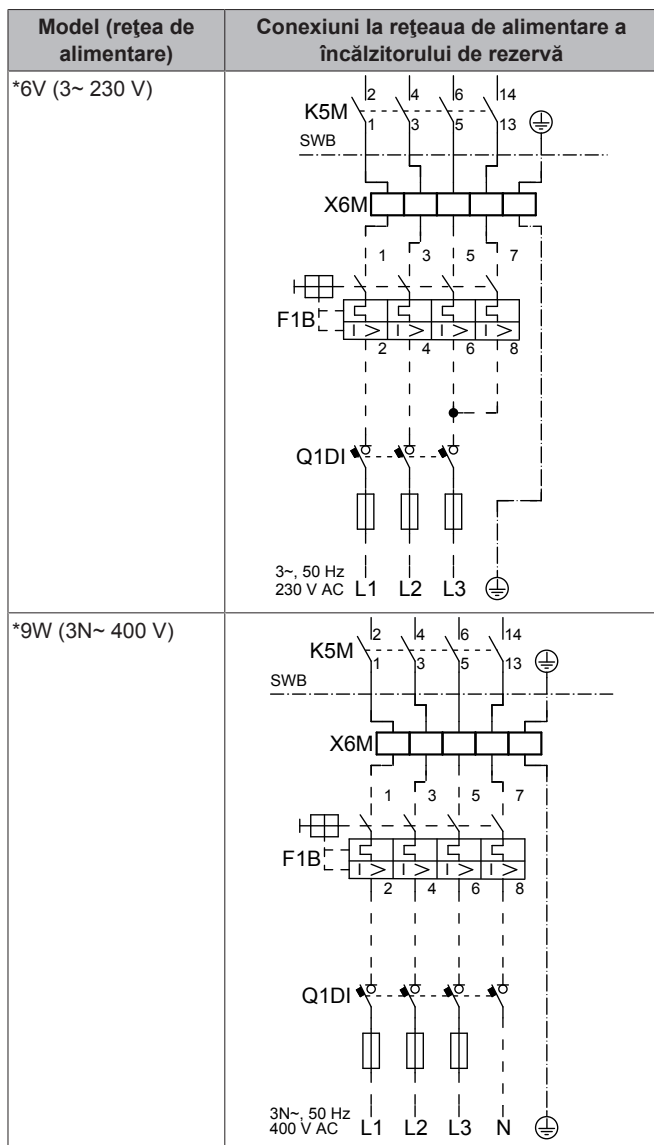 Model (rețea de alimentare)
Conexiuni la rețeaua de alimentare a încălzitorului de rezervă
*6V (3~ 230 V)
2 4 6 14
K5M
1 3 5 13
SWB
X6M
1 3 5 7
F1B
I > I > I > I >
2 4 6 8
Q1DI
3~, 50 Hz
230 V AC L1 L2 L3
*9W (3N~ 400 V)
2 4 6 14
K5M
1 3 5 13
SWB
X6M
1 3 5 7
F1B
I > I > I > I >
2 4 6 8
Q1DI
3N~, 50 Hz
400 V AC L1 L2 L3 N